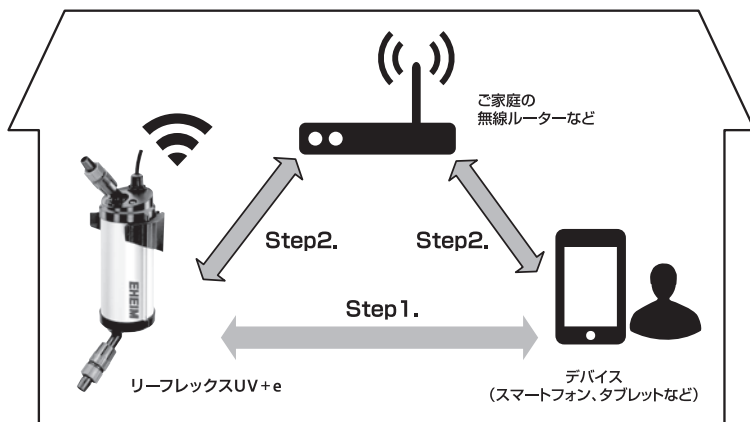 ご家庭の
無線ルーターなど
Step2.
Step2.
Step1.
EHEIM
リーフレックスUV+e
デバイス
（スマートフォン、タブレットなど）